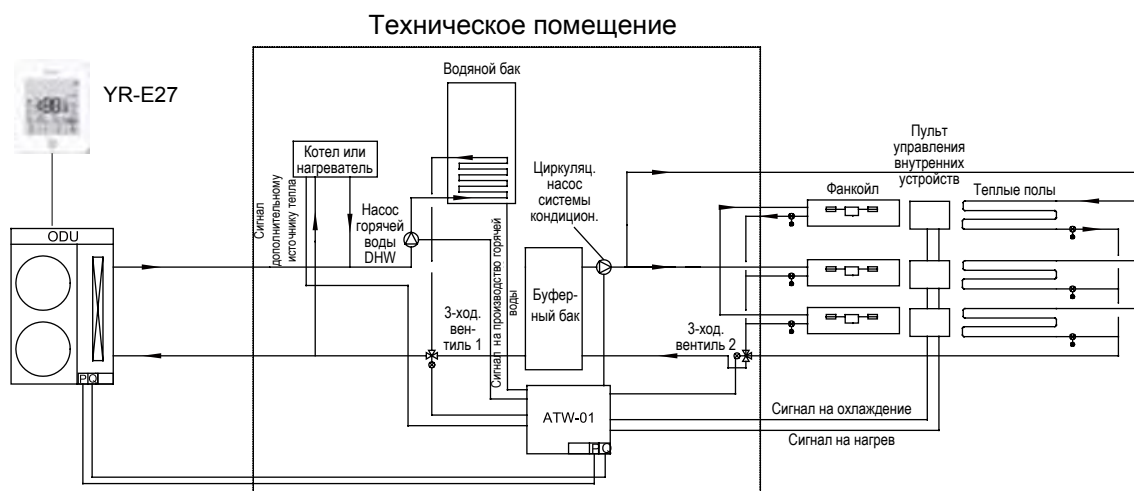 Техническое помещение
YR-E27
Водяной бак
Котел или
нагреватель
Сигнал
дополнительному
источнику тепла
Насос
горячей
воды
DHW
Циркуляц.
насос
системы
кондицион.
Пульт
управления
внутренних
устройств
Фанкойл
Теплые полы
ODU
Сигнал на производство горячей
воды
Буфер-
ный бак
3-ход.
вен-
тиль 1
3-ход.
вентиль 2
P Q
ATW-01
P Q
Сигнал на охлаждение
Сигнал на нагрев